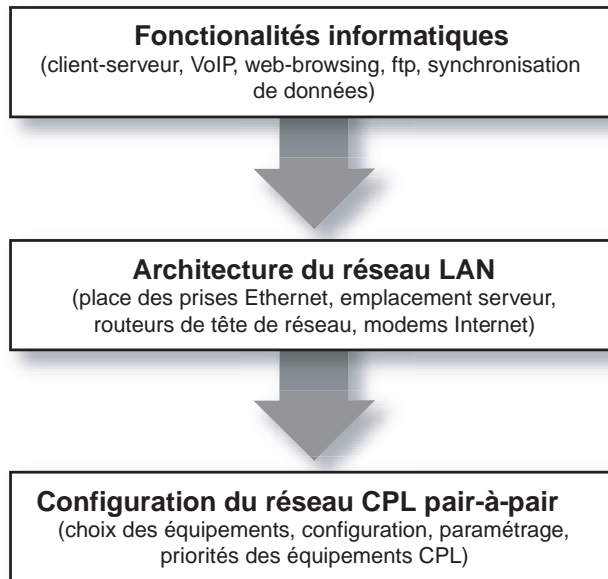 Fonctionalités informatiques
(client-serveur, VoIP, web-browsing, ftp, synchronisation
de données)
Architecture du réseau LAN
(place des prises Ethernet, emplacement serveur,
routeurs de tête de réseau, modems Internet)
Configuration du réseau CPL pair-à-pair
(choix des équipements, configuration, paramétrage,
priorités des équipements CPL)